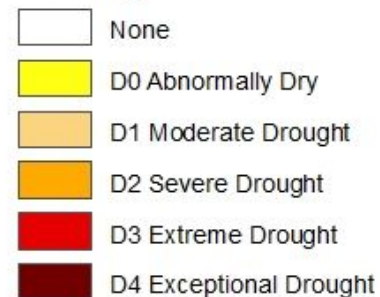 None
D0 Abnormally Dry
D1 Moderate Drought
D2 Severe Drought
D3 Extreme Drought
D4 Exceptional Drought